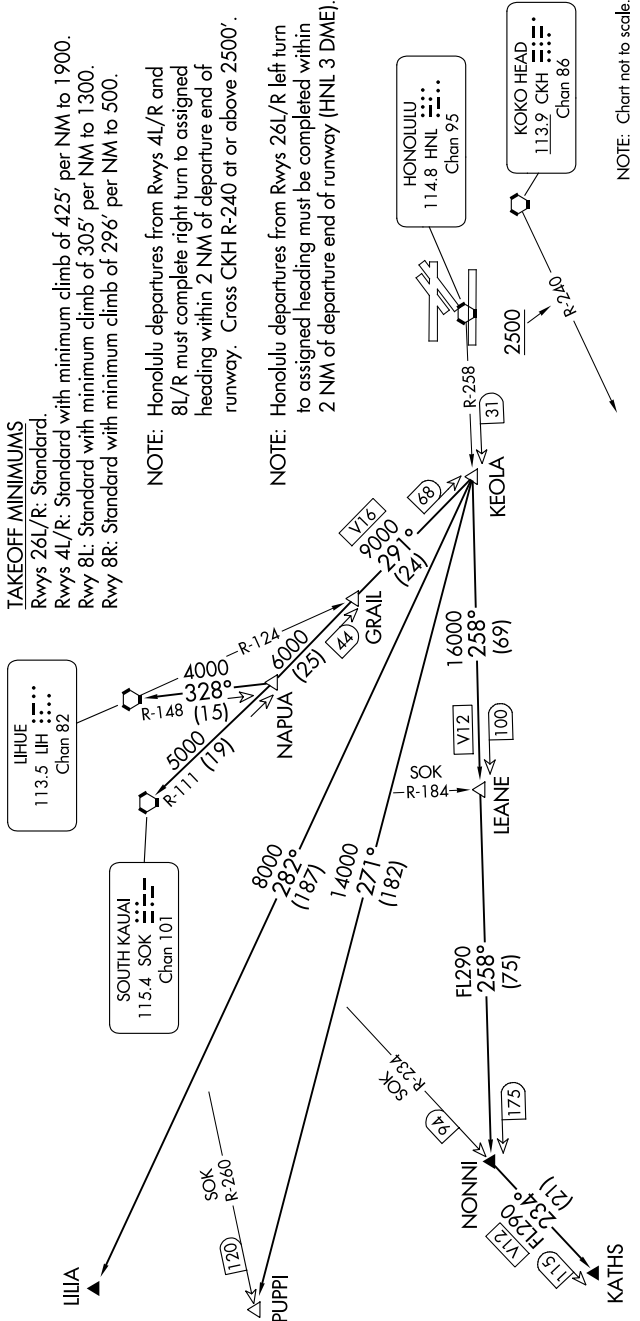 TAKEOFF MINIMUMS
Rwys 26L/R: Standard.
Rwys 4L/R: Standard with minimum climb of 425' per NM to 1900.
Rwy 8L: Standard with minimum climb of 305' per NM to 1300.
Rwy 8R: Standard with minimum climb of 296' per NM to 500.
NOTE: Honolulu departures from Rwys 4L/R and
8L/R must complete right turn to assigned
heading within 2 NM of departure end of
runway. Cross CKH R-240 at or above 2500'.
NOTE: Honolulu departures from Rwys 26L/R left turn
to assigned heading must be completed within
2 NM of departure end of runway (HNL 3 DME).
LIHUE
113.5 LIH
Chan 82
SOUTH KAUAI
115.4 SOK
Chan 101
HONOLULU
114.8 HNL
Chan 95
KOKO HEAD
113.9 CKH
Chan 86
R-240
2500
R-258
31
KEOLA
68
V16
9000
291°
(24)
GRAIL
44
R-124
6000
(25)
NAPUA
4000
328°
(15)
R-148
5000
(19)
R-111
8000
282°
(187)
LILIA
14000
271°
(182)
PUPPI
120
SOK
R-260
16000
258°
(69)
V12
100
LEANE
SOK
R-184
FL290
258°
(75)
175
NONNI
94
SOK
R-234
FL290
234°
(21)
V12
115
KATHS
NOTE: Chart not to scale.